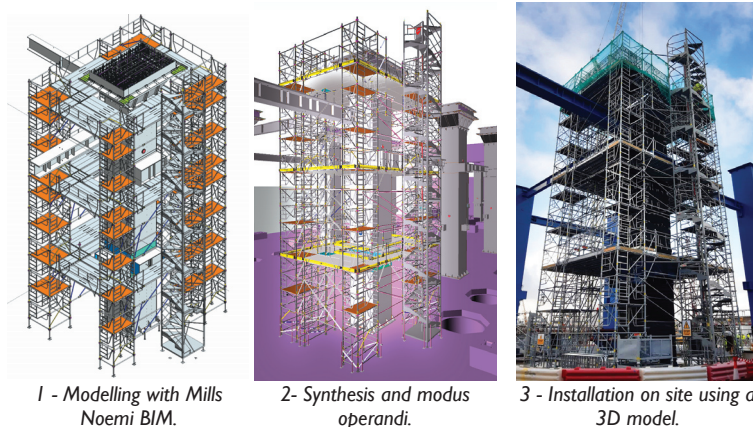 1 - Modelling with Mills
Noemi BIM.
2- Synthesis and modus
operandi.
3 - Installation on site using a
3D model.